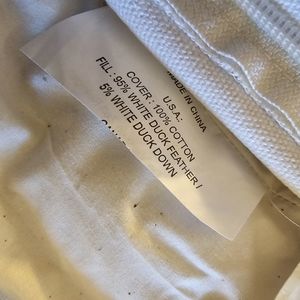 MADE IN CHINA
U.S.A.:
COVER : 100% COTTON
FILL : 95% WHITE DUCK FEATHER /
5% WHITE DUCK DOWN